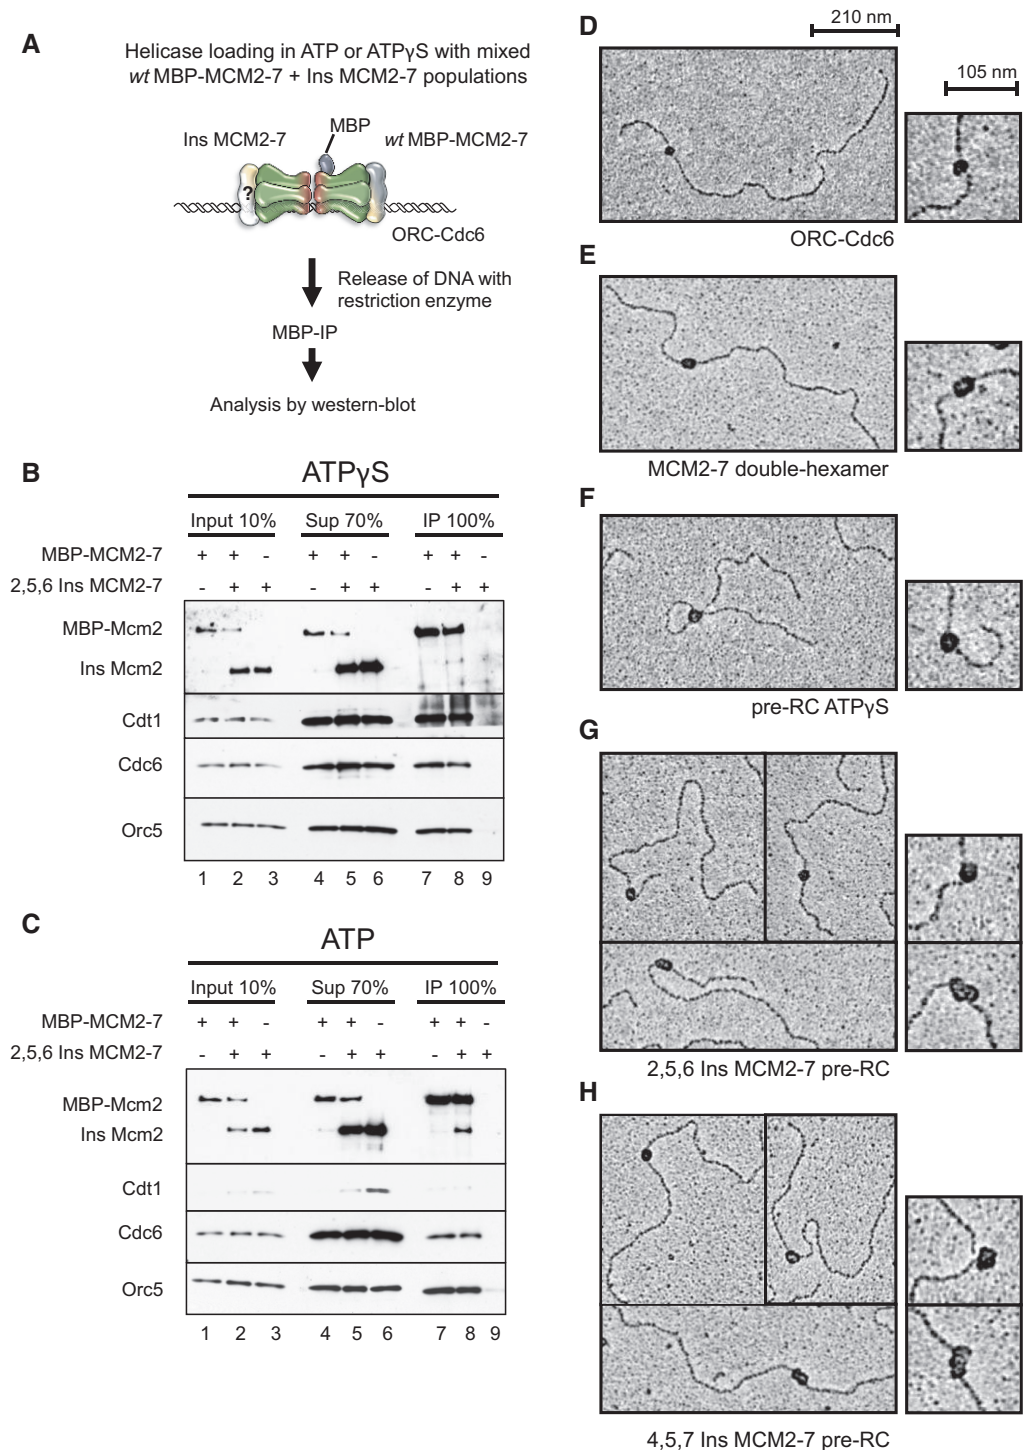 A
Helicase loading in ATP or ATPγS with mixed
wt MBP-MCM2-7 + Ins MCM2-7 populations
MBP
Ins MCM2-7
wt MBP-MCM2-7
?
ORC-Cdc6
Release of DNA with
restriction enzyme
MBP-IP
Analysis by western-blot
B
ATPγS
Input 10% Sup 70% IP 100%
MBP-MCM2-7 + + - + + - + + -
2,5,6 Ins MCM2-7 - + + - + + - + +
MBP-Mcm2
Ins Mcm2
Cdt1
Cdc6
Orc5
1 2 3 4 5 6 7 8 9
C
ATP
Input 10% Sup 70% IP 100%
MBP-MCM2-7 + + - + + - + + -
2,5,6 Ins MCM2-7 - + + - + + - + +
MBP-Mcm2
Ins Mcm2
Cdt1
Cdc6
Orc5
1 2 3 4 5 6 7 8 9
D
210 nm
105 nm
ORC-Cdc6
E
MCM2-7 double-hexamer
F
pre-RC ATPγS
G
2,5,6 Ins MCM2-7 pre-RC
H
4,5,7 Ins MCM2-7 pre-RC